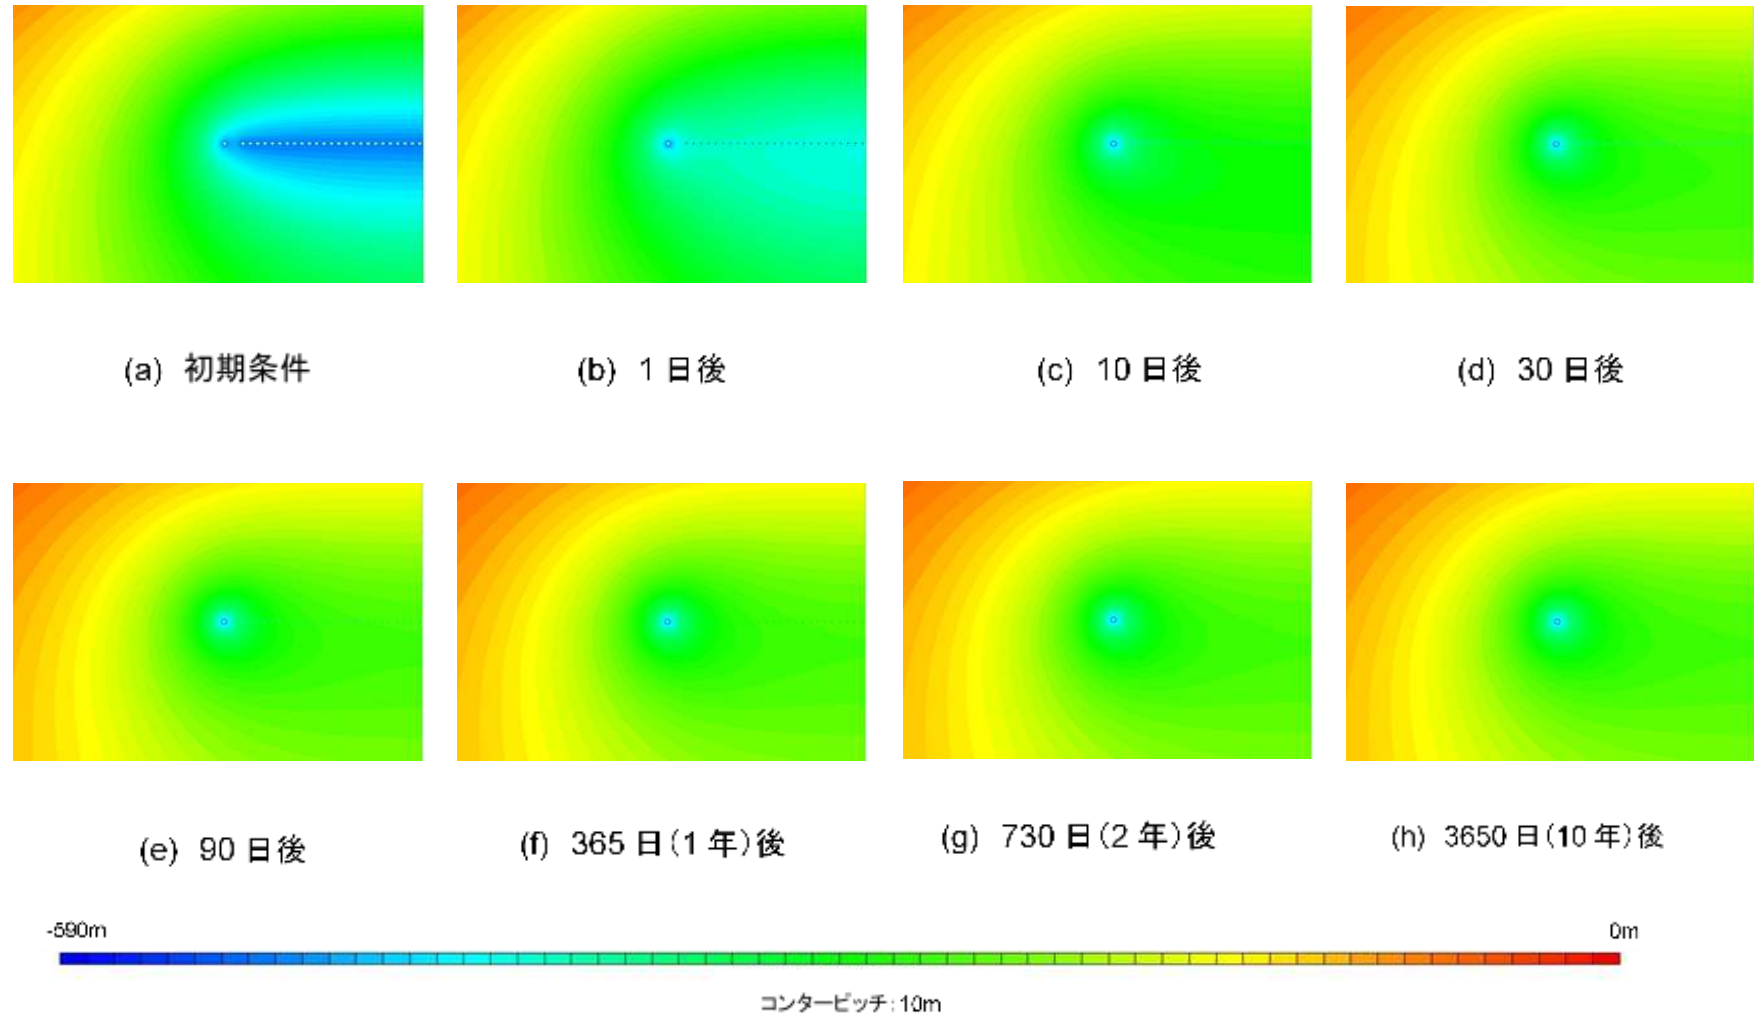 (a) 初期条件
(b) 1 日後
(c) 10 日後
(d) 30 日後
(e) 90 日後
(f) 365 日(1 年)後
(g) 730 日(2 年)後
(h) 3650 日(10 年)後
-590m
0m
コンターピッチ:10m